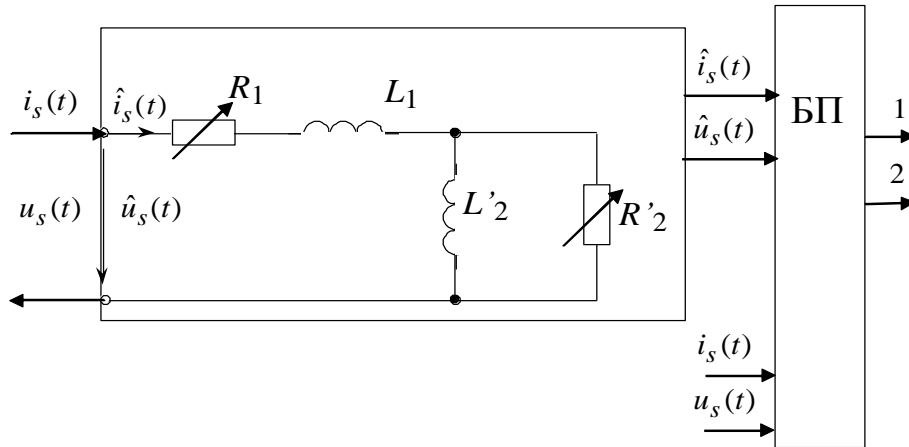 i_s(t)
î_s(t)
R_1
L_1
u_s(t)
û_s(t)
L’_2
R’_2
î_s(t)
û_s(t)
БП
1
2
i_s(t)
u_s(t)